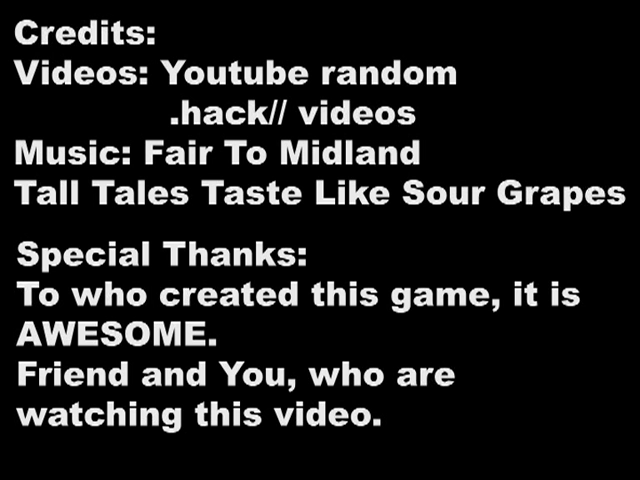 Credits:
Videos: Youtube random
.hack// videos
Music: Fair To Midland
Tall Tales Taste Like Sour Grapes
Special Thanks:
To who created this game, it is
AWESOME.
Friend and You, who are
watching this video.